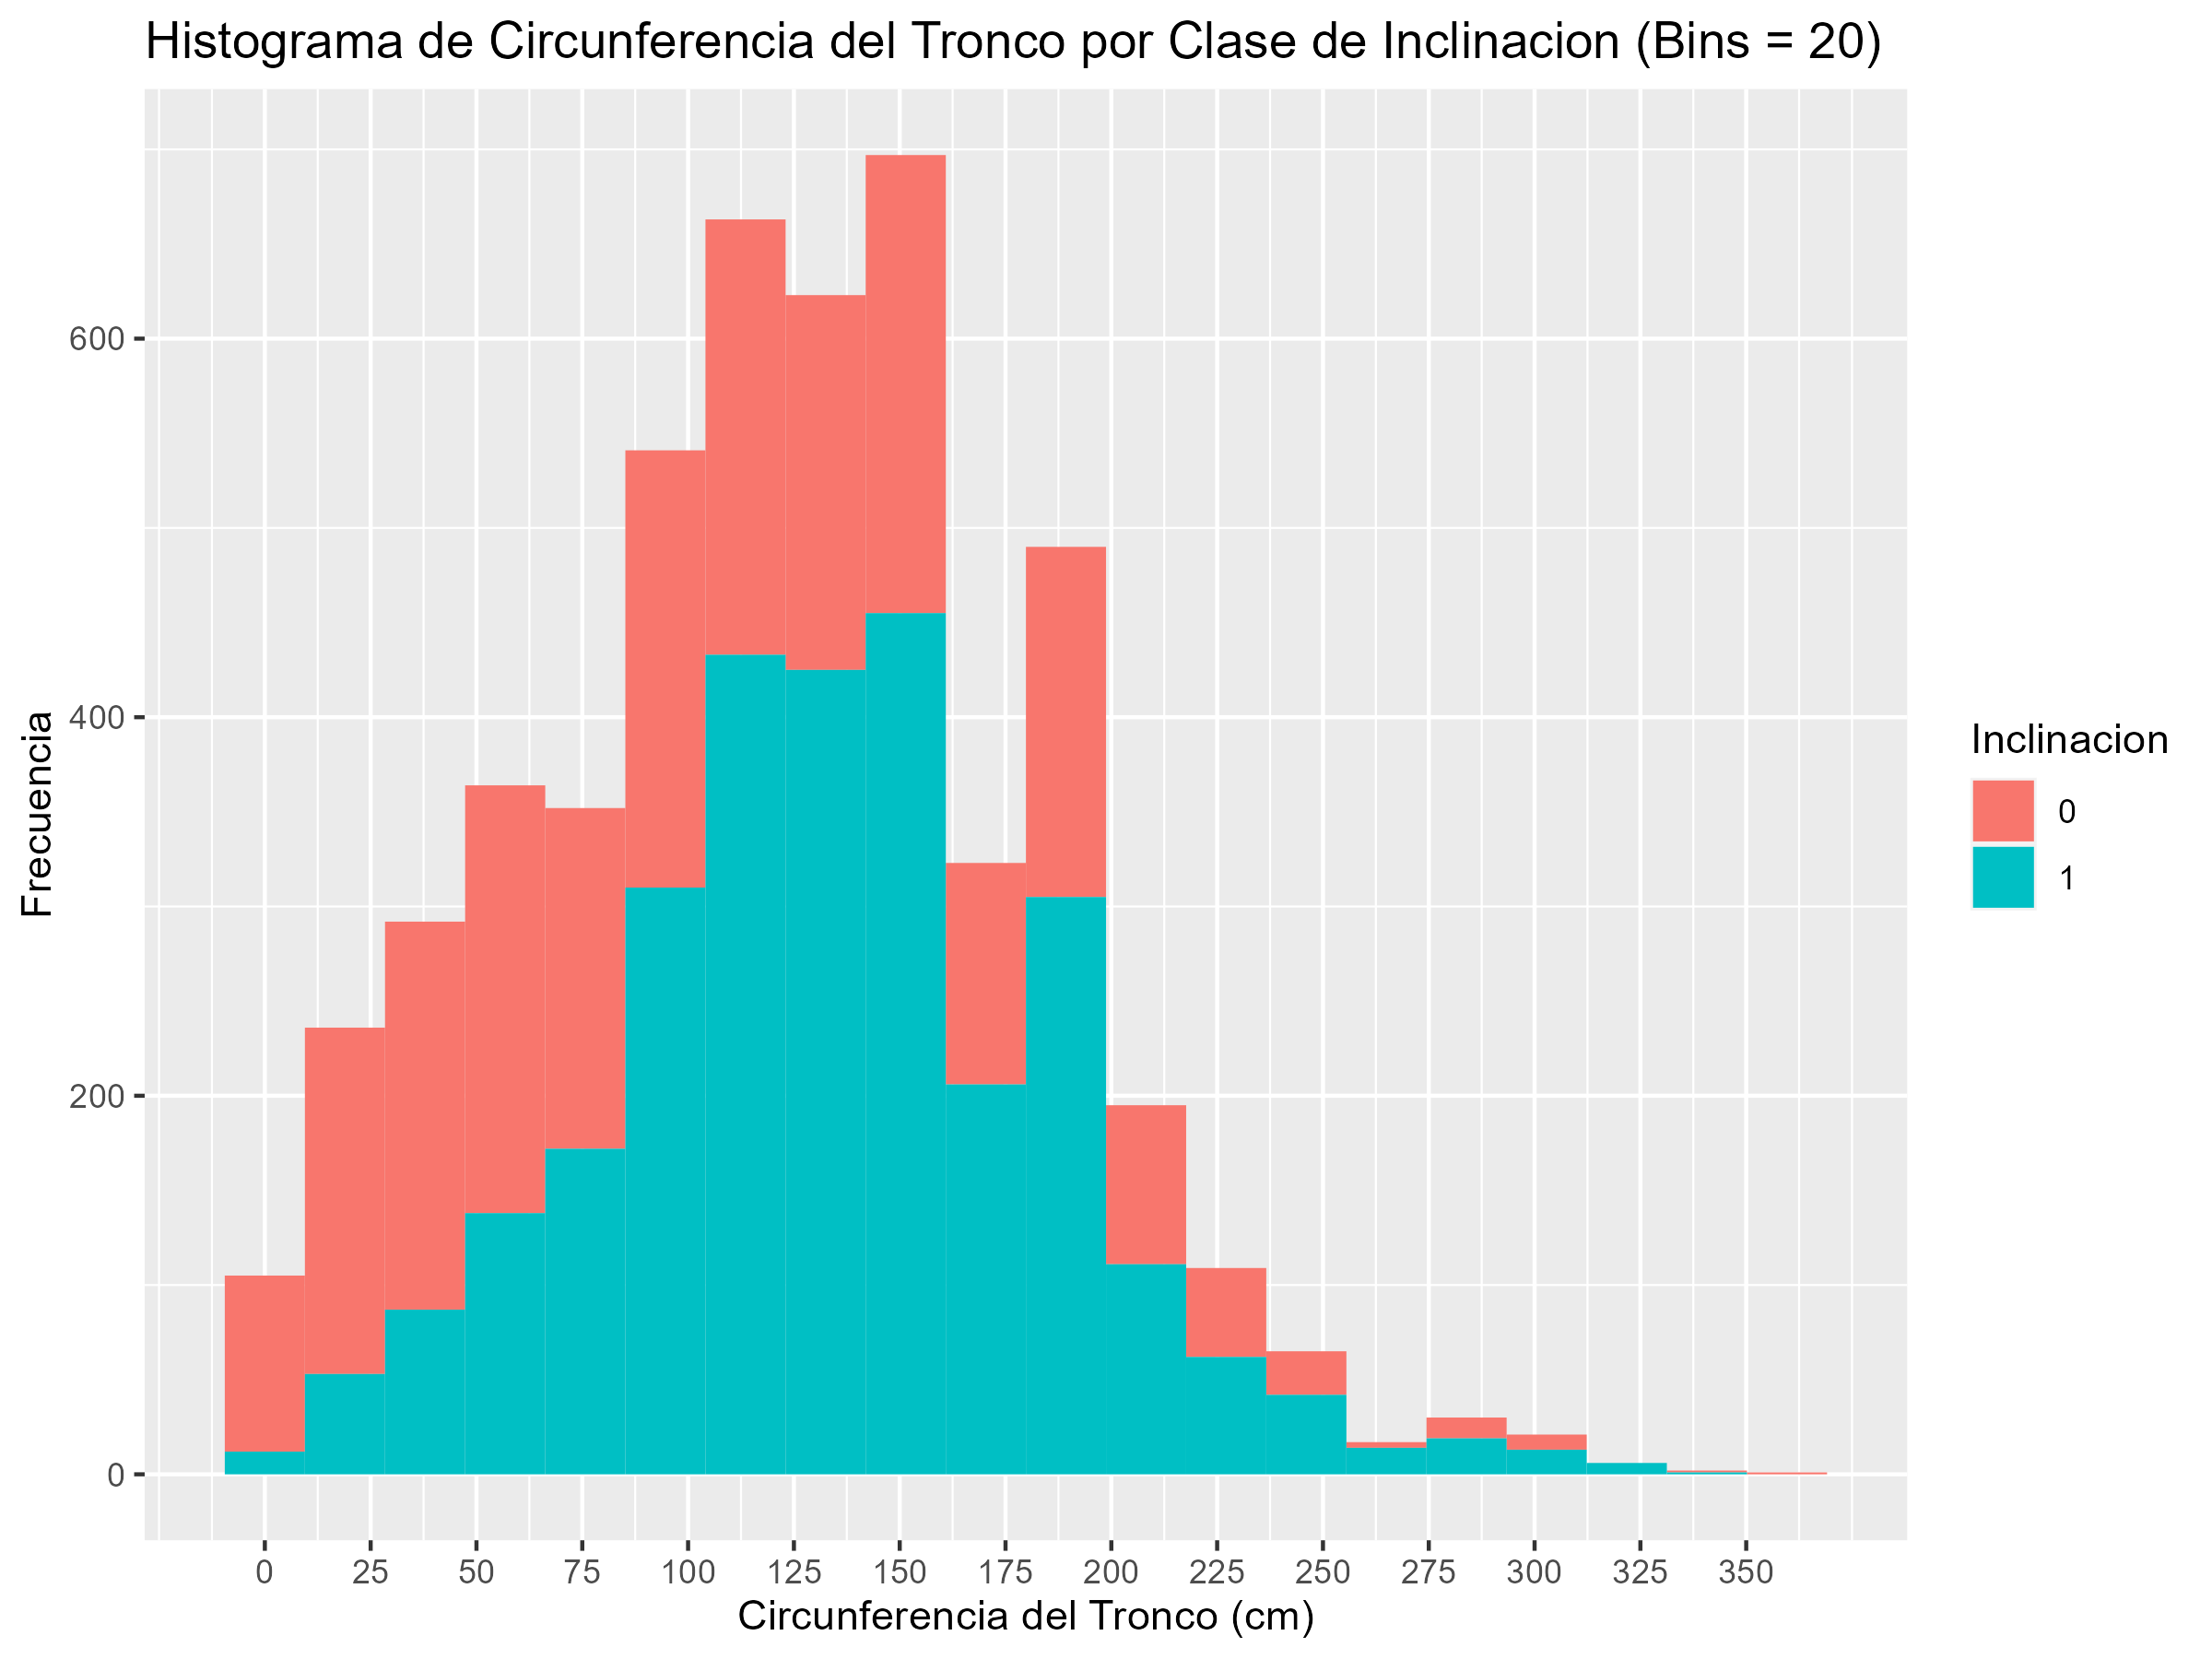 Histograma de Circunferencia del Tronco por Clase de Inclinacion (Bins = 20)
Frecuencia
600
400
200
0
0 25 50 75 100 125 150 175 200 225 250 275 300 325 350
Circunferencia del Tronco (cm)
Inclinacion
0
1